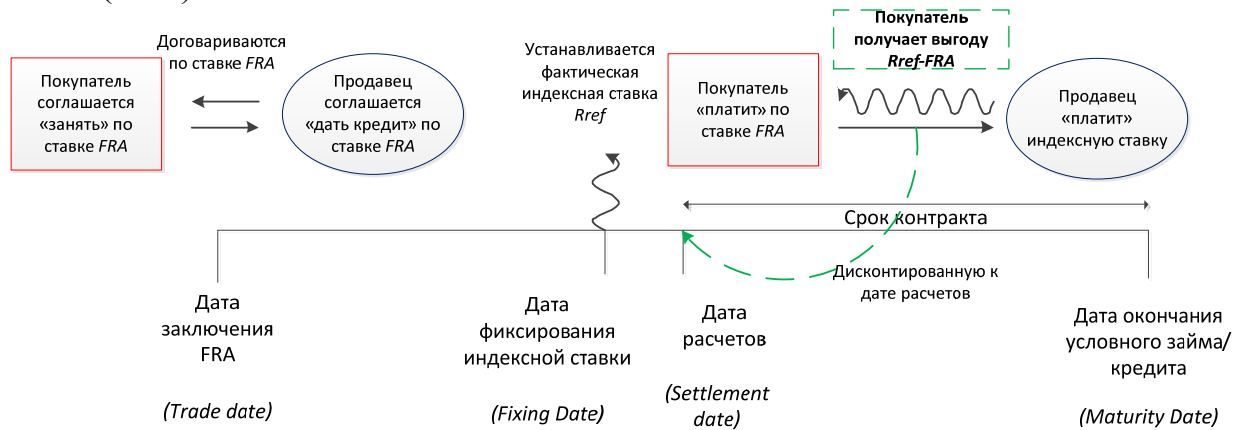 Договариваются
по ставке FRA
Покупатель
соглашается
«занять» по
ставке FRA
Продавец
соглашается
«дать кредит» по
ставке FRA
Устанавливается
фактическая
индексная ставка
Rref
Покупатель
«платит» по
ставке FRA
Покупатель
получает выгоду
Rref-FRA
Продавец
«платит»
индексную ставку
Срок контракта
Дисконтированную к
дате расчетов
Дата
заключения
FRA
(Trade date)
Дата
фиксирования
индексной ставки
(Fixing Date)
Дата
расчетов
(Settlement
date)
Дата окончания
условного займа/
кредита
(Maturity Date)